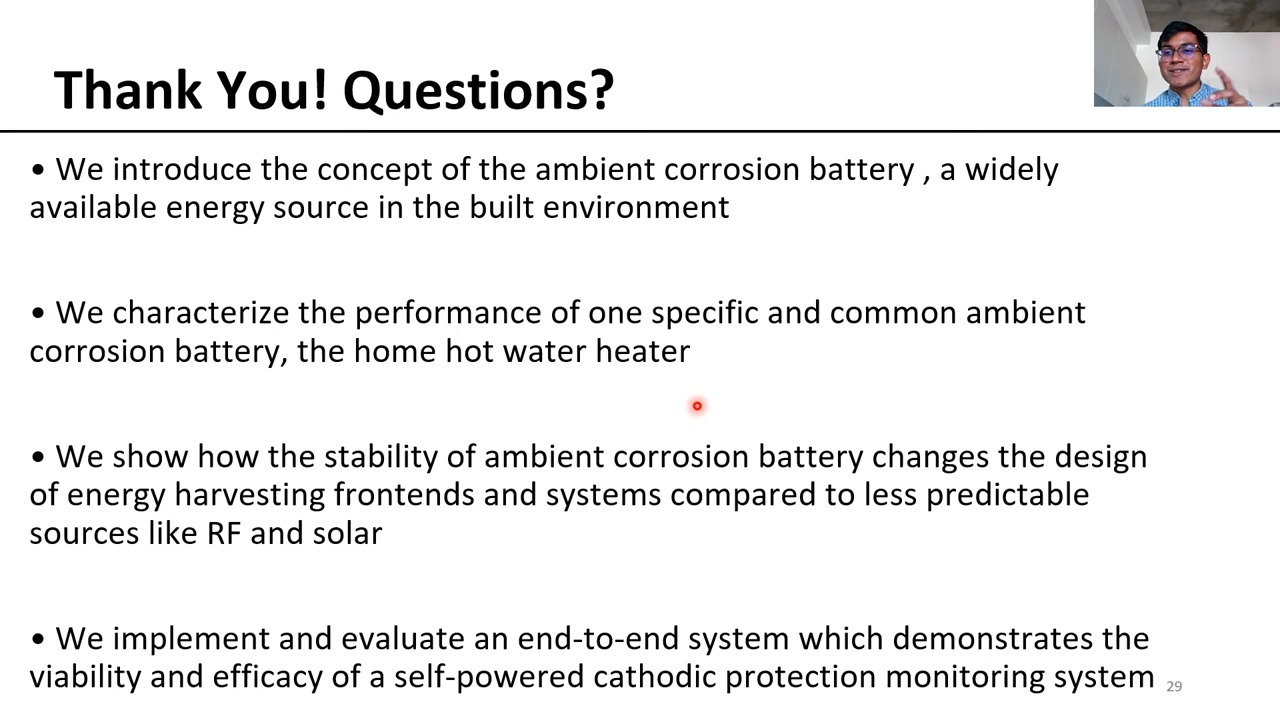 Thank You! Questions?
• We introduce the concept of the ambient corrosion battery , a widely
available energy source in the built environment
• We characterize the performance of one specific and common ambient
corrosion battery, the home hot water heater
• We show how the stability of ambient corrosion battery changes the design
of energy harvesting frontends and systems compared to less predictable
sources like RF and solar
• We implement and evaluate an end-to-end system which demonstrates the
viability and efficacy of a self-powered cathodic protection monitoring system
29